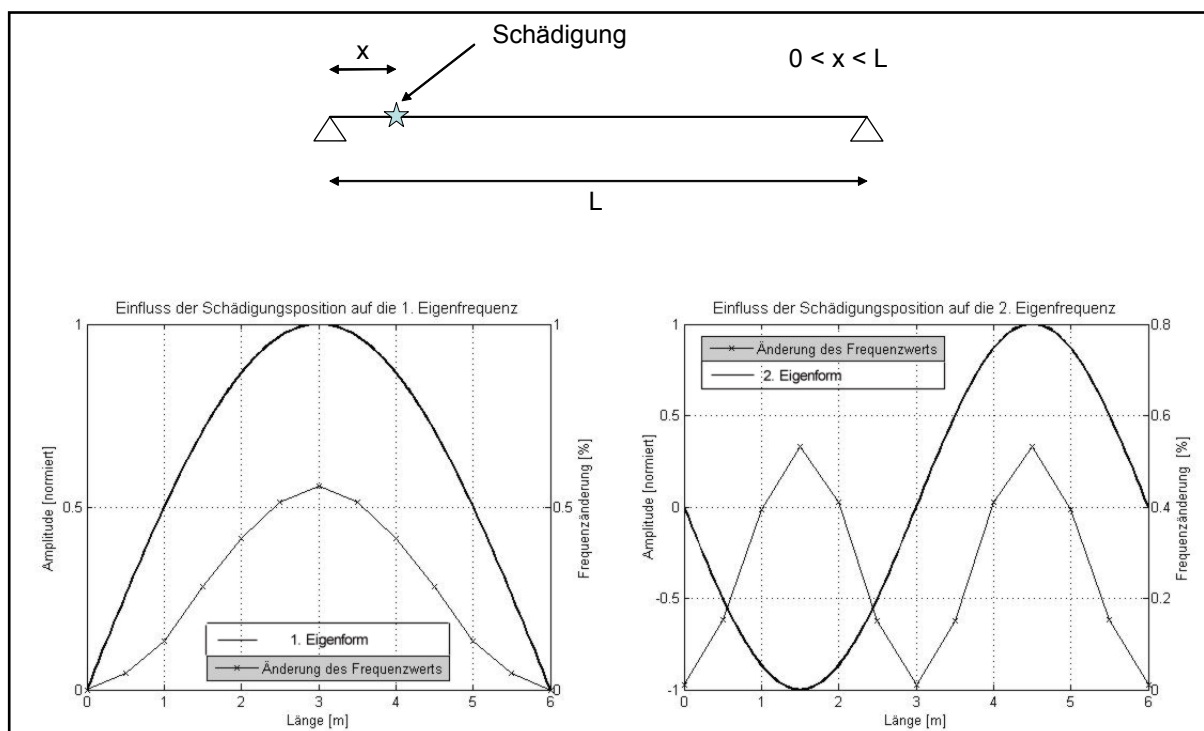 Schädigung
x
0 < x < L
L
Einfluss der Schädigungsposition auf die 1. Eigenfrequenz
1
0.5
0
Amplitude [normiert]
1
0.5
0
Frequenzänderung [%]
1. Eigenform
Änderung des Frequenzwerts
0 1 2 3 4 5 6
Länge [m]
Einfluss der Schädigungsposition auf die 2. Eigenfrequenz
Änderung des Frequenzwerts
2. Eigenform
1
0.5
0
-0.5
-1
Amplitude [normiert]
0.8
0.6
0.4
0.2
0
Frequenzänderung [%]
0 1 2 3 4 5 6
Länge [m]